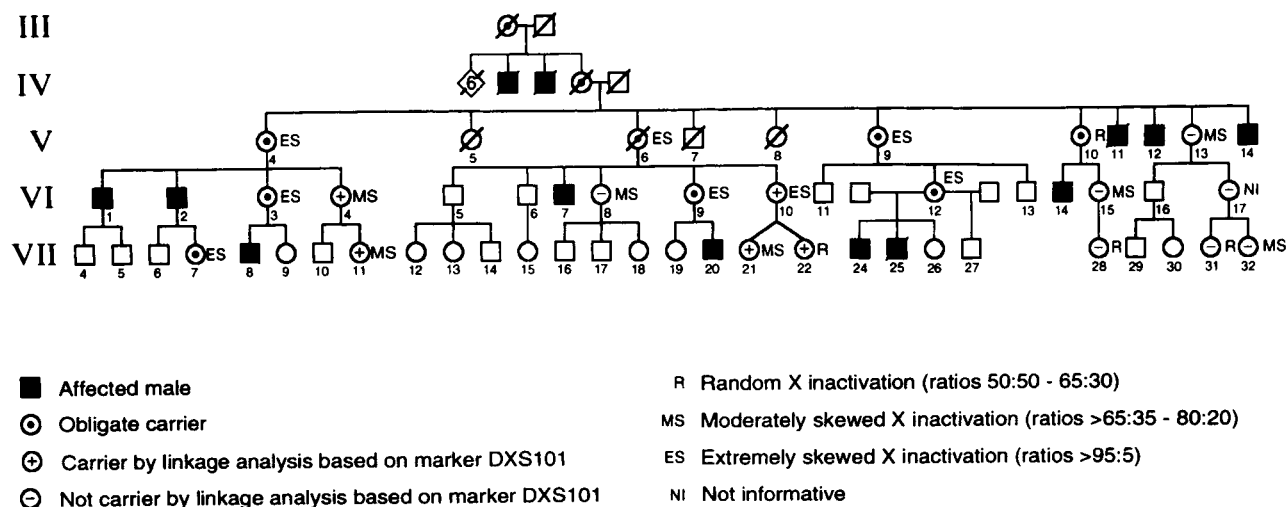 III
6
IV
V
ES ES ES R MS
4 5 6 7 8 9 10 11 12 13 14
VI
MS MS ES ES ES MS NI
1 2 3 4 5 6 7 8 9 10 11 12 13 14 15 16 17
VII
ES MS MS R R R MS
4 5 6 7 8 9 10 11 12 13 14 15 16 17 18 19 20 21 22 24 25 26 27 28 29 30 31 32
Affected male
Obligate carrier
Carrier by linkage analysis based on marker DXS101
Not carrier by linkage analysis based on marker DXS101
R Random X inactivation (ratios 50:50 - 65:30)
MS Moderately skewed X inactivation (ratios >65:35 - 80:20)
ES Extremely skewed X inactivation (ratios >95:5)
NI Not informative